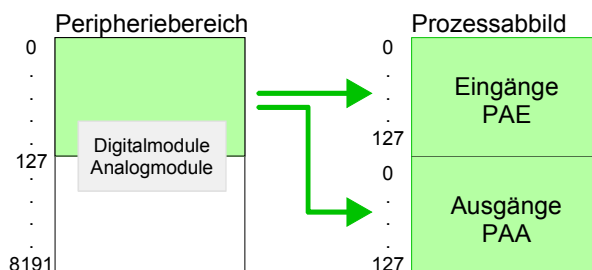 Peripheriebereich
0
.
.
.
.
127
.
.
.
.
8191
Digitalmodule
Analogmodule
Prozessabbild
0
.
.
.
127
0
.
.
.
127
Eingänge
PAE
Ausgänge
PAA